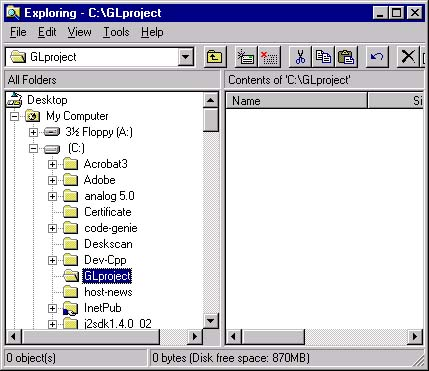 Exploring - C:\GLproject
File Edit View Tools Help
GLproject
All Folders
Contents of 'C:\GLproject'
Desktop
Name
Si
My Computer
3½ Floppy (A:)
(C:)
Acrobat3
Adobe
analog 5.0
Certificate
code-genie
Deskscan
Dev-Cpp
GLproject
host-news
InetPub
j2sdk1.4.0_02
0 object(s)
0 bytes (Disk free space: 870MB)